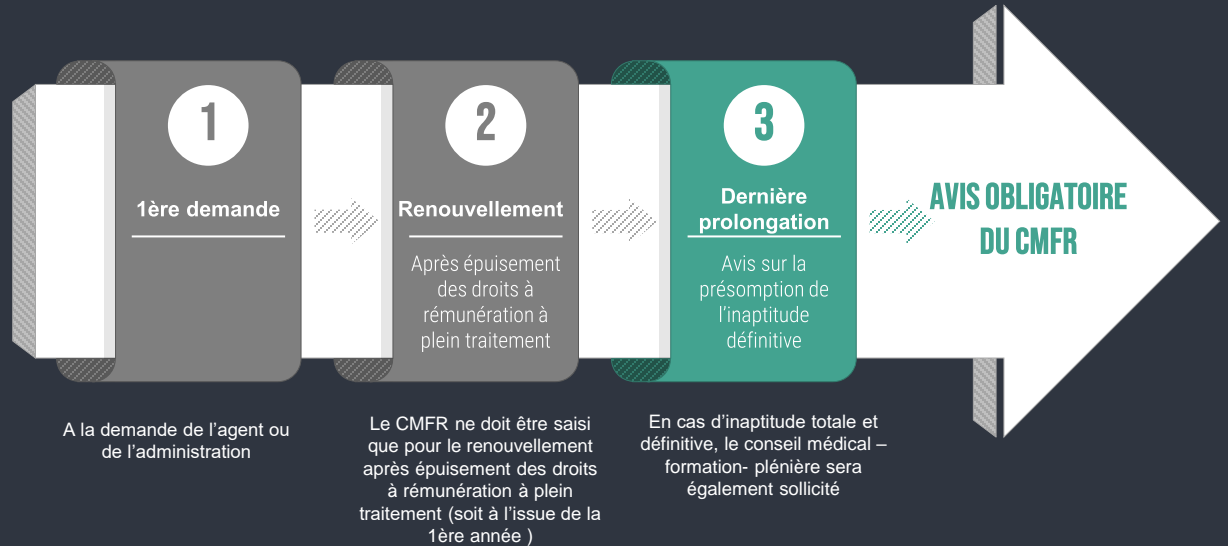 1
1ère demande
2
Renouvellement
Après épuisement
des droits à
rémunération à
plein traitement
3
Dernière
prolongation
Avis sur la
présomption de
l'inaptitude
définitive
AVIS OBLIGATOIRE
DU CMFR
A la demande de l'agent ou
de l'administration
Le CMFR ne doit être saisi
que pour le renouvellement
après épuisement des droits
à rémunération à plein
traitement (soit à l'issue de la
1ère année )
En cas d'inaptitude totale et
définitive, le conseil médical –
formation- plénière sera
également sollicité